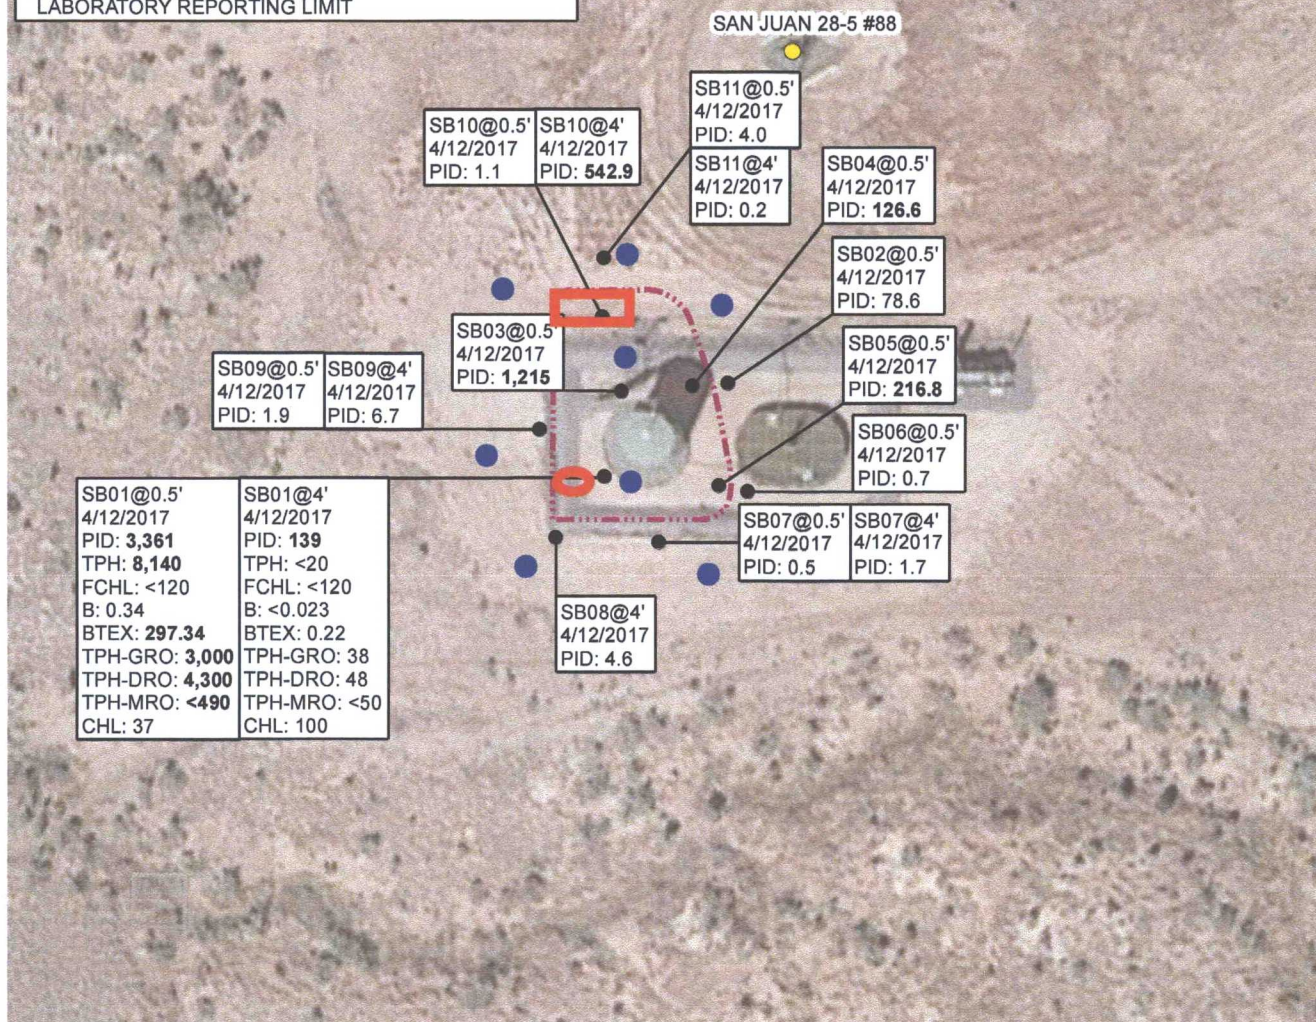 LABORATORY REPORTING LIMIT
SAN JUAN 28-5 #88
SB11@0.5'
4/12/2017
PID: 4.0
SB11@4'
4/12/2017
PID: 0.2
SB10@0.5'
4/12/2017
PID: 1.1
SB10@4'
4/12/2017
PID: 542.9
SB04@0.5'
4/12/2017
PID: 126.6
SB02@0.5'
4/12/2017
PID: 78.6
SB03@0.5'
4/12/2017
PID: 1,215
SB05@0.5'
4/12/2017
PID: 216.8
SB09@0.5'
4/12/2017
PID: 1.9
SB09@4'
4/12/2017
PID: 6.7
SB06@0.5'
4/12/2017
PID: 0.7
SB01@0.5'
4/12/2017
PID: 3,361
TPH: 8,140
FCHL: <120
B: 0.34
BTEX: 297.34
TPH-GRO: 3,000
TPH-DRO: 4,300
TPH-MRO: <490
CHL: 37
SB01@4'
4/12/2017
PID: 139
TPH: <20
FCHL: <120
B: <0.023
BTEX: 0.22
TPH-GRO: 38
TPH-DRO: 48
TPH-MRO: <50
CHL: 100
SB07@0.5'
4/12/2017
PID: 0.5
SB07@4'
4/12/2017
PID: 1.7
SB08@4'
4/12/2017
PID: 4.6